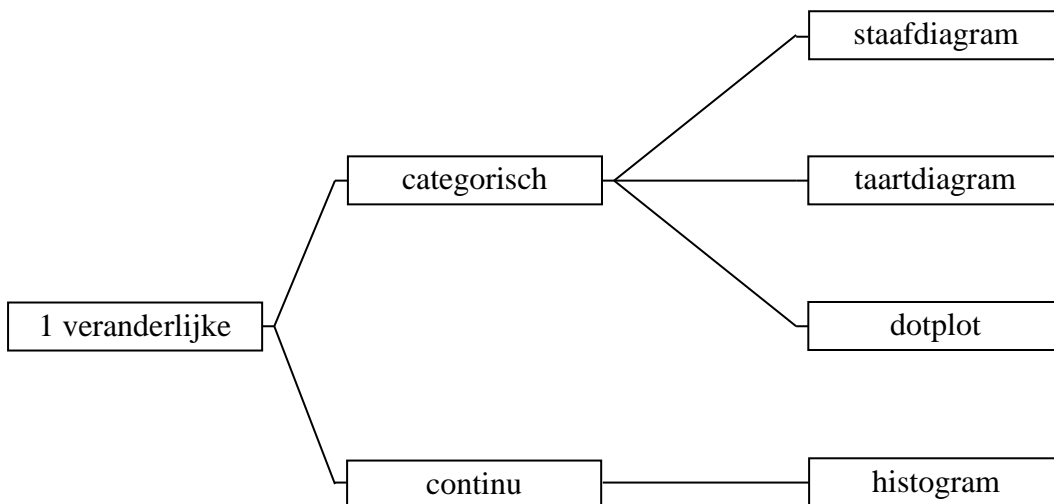 staafdiagram
categorisch
taartdiagram
1 veranderlijke
dotplot
continu
histogram